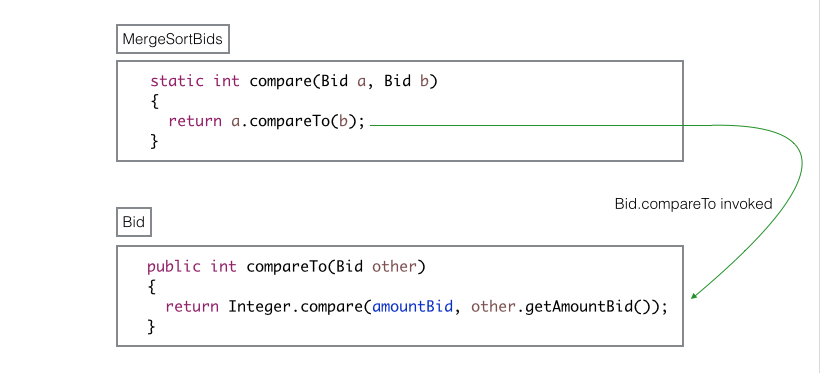 MergeSortBids
static int compare(Bid a, Bid b)
{
return a.compareTo(b);
}
Bid.compareTo invoked
Bid
public int compareTo(Bid other)
{
return Integer.compare(amountBid, other.getAmountBid());
}